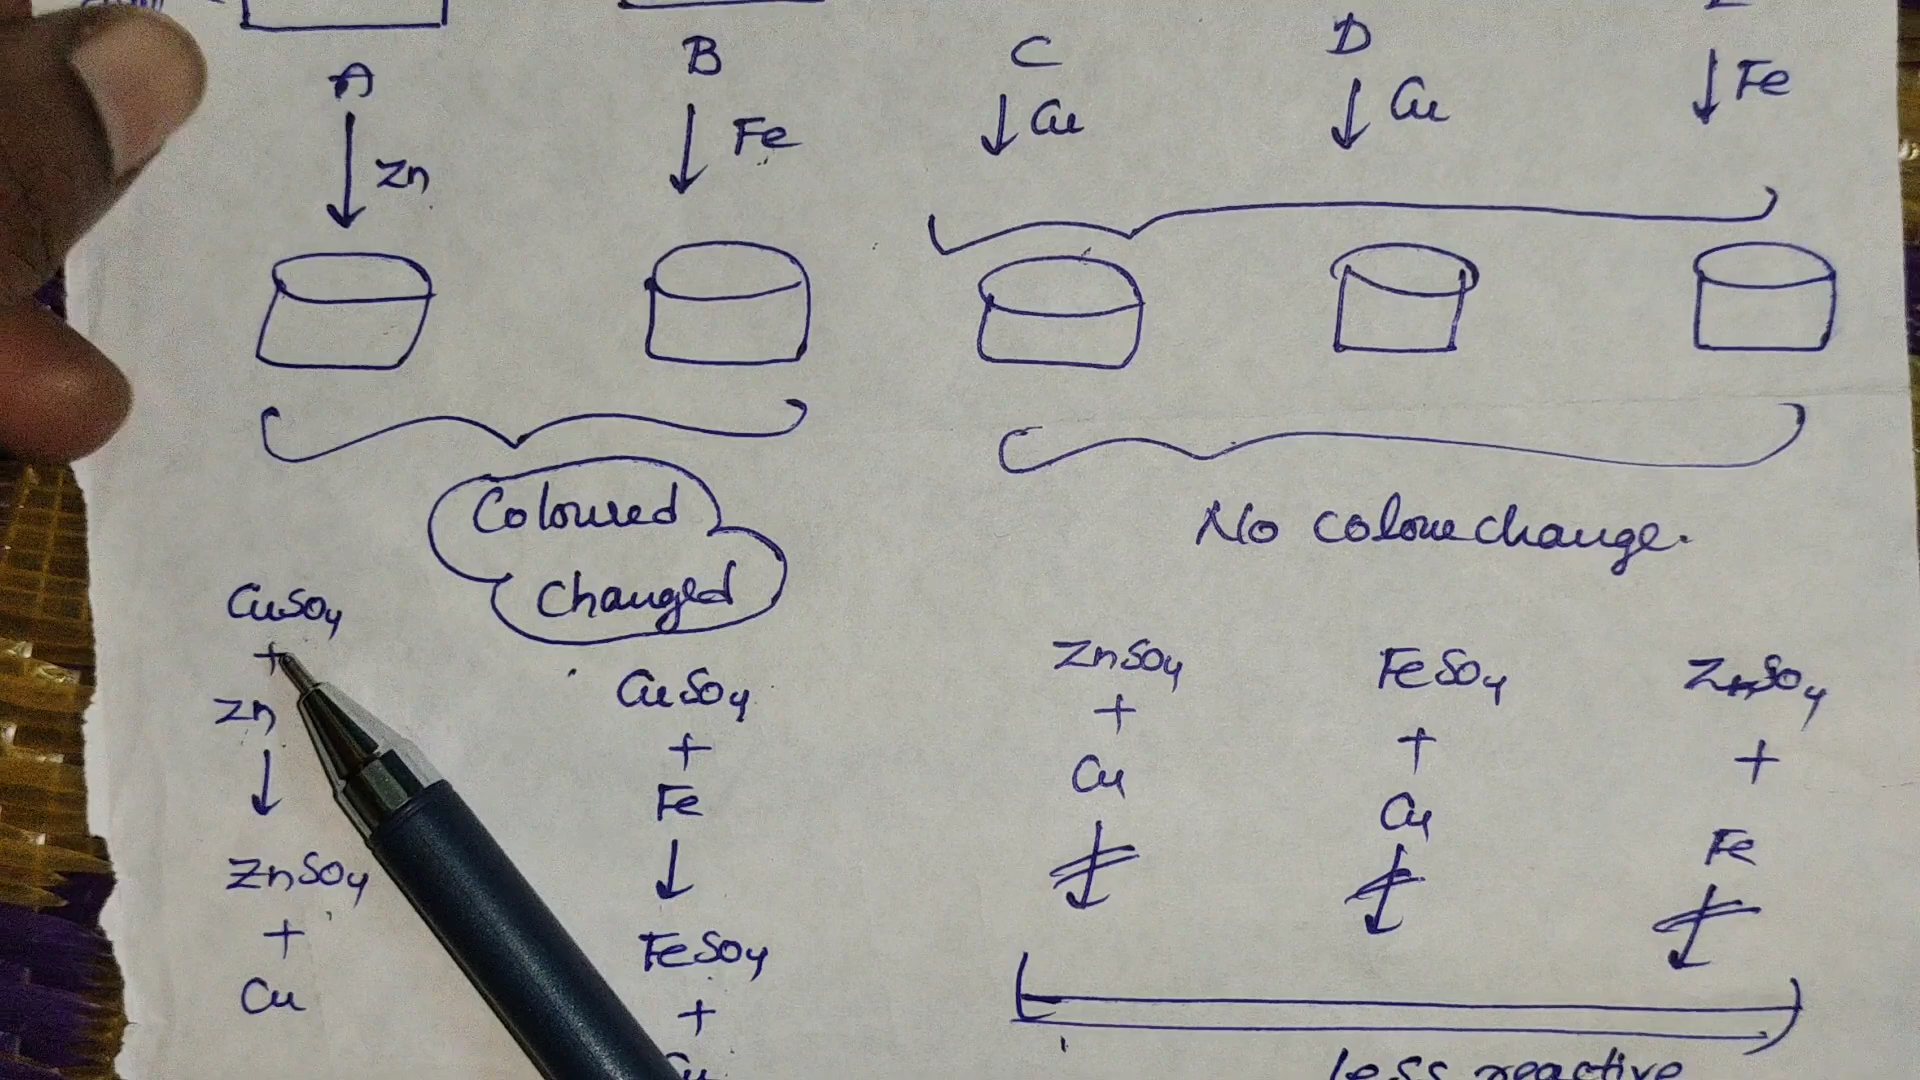 A
B
C
D
Zn
Fe
Cu
Cu
Fe
Coloured
changed
No colour change.
CuSO4
+
Zn
ZnSO4
+
Cu
CuSO4
+
Fe
FeSO4
+
Cu
ZnSO4
+
Cu
FeSO4
+
Cu
ZnSO4
+
Fe
less reactive